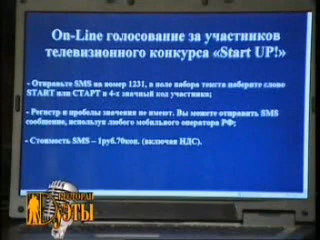 On-Line голосование за участников
телевизионного конкурса «Start UP!»
- Отправьте SMS на номер 1231, в поле набора текста наберите слово
START или СТАРТ и 4-х значный код участника;
- Регистр и пробелы значения не имеют. Вы можете отправить SMS
сообщение, используя любого мобильного оператора РФ;
- Стоимость SMS – 1руб.70коп. (включая НДС).
ДУЭТЫ